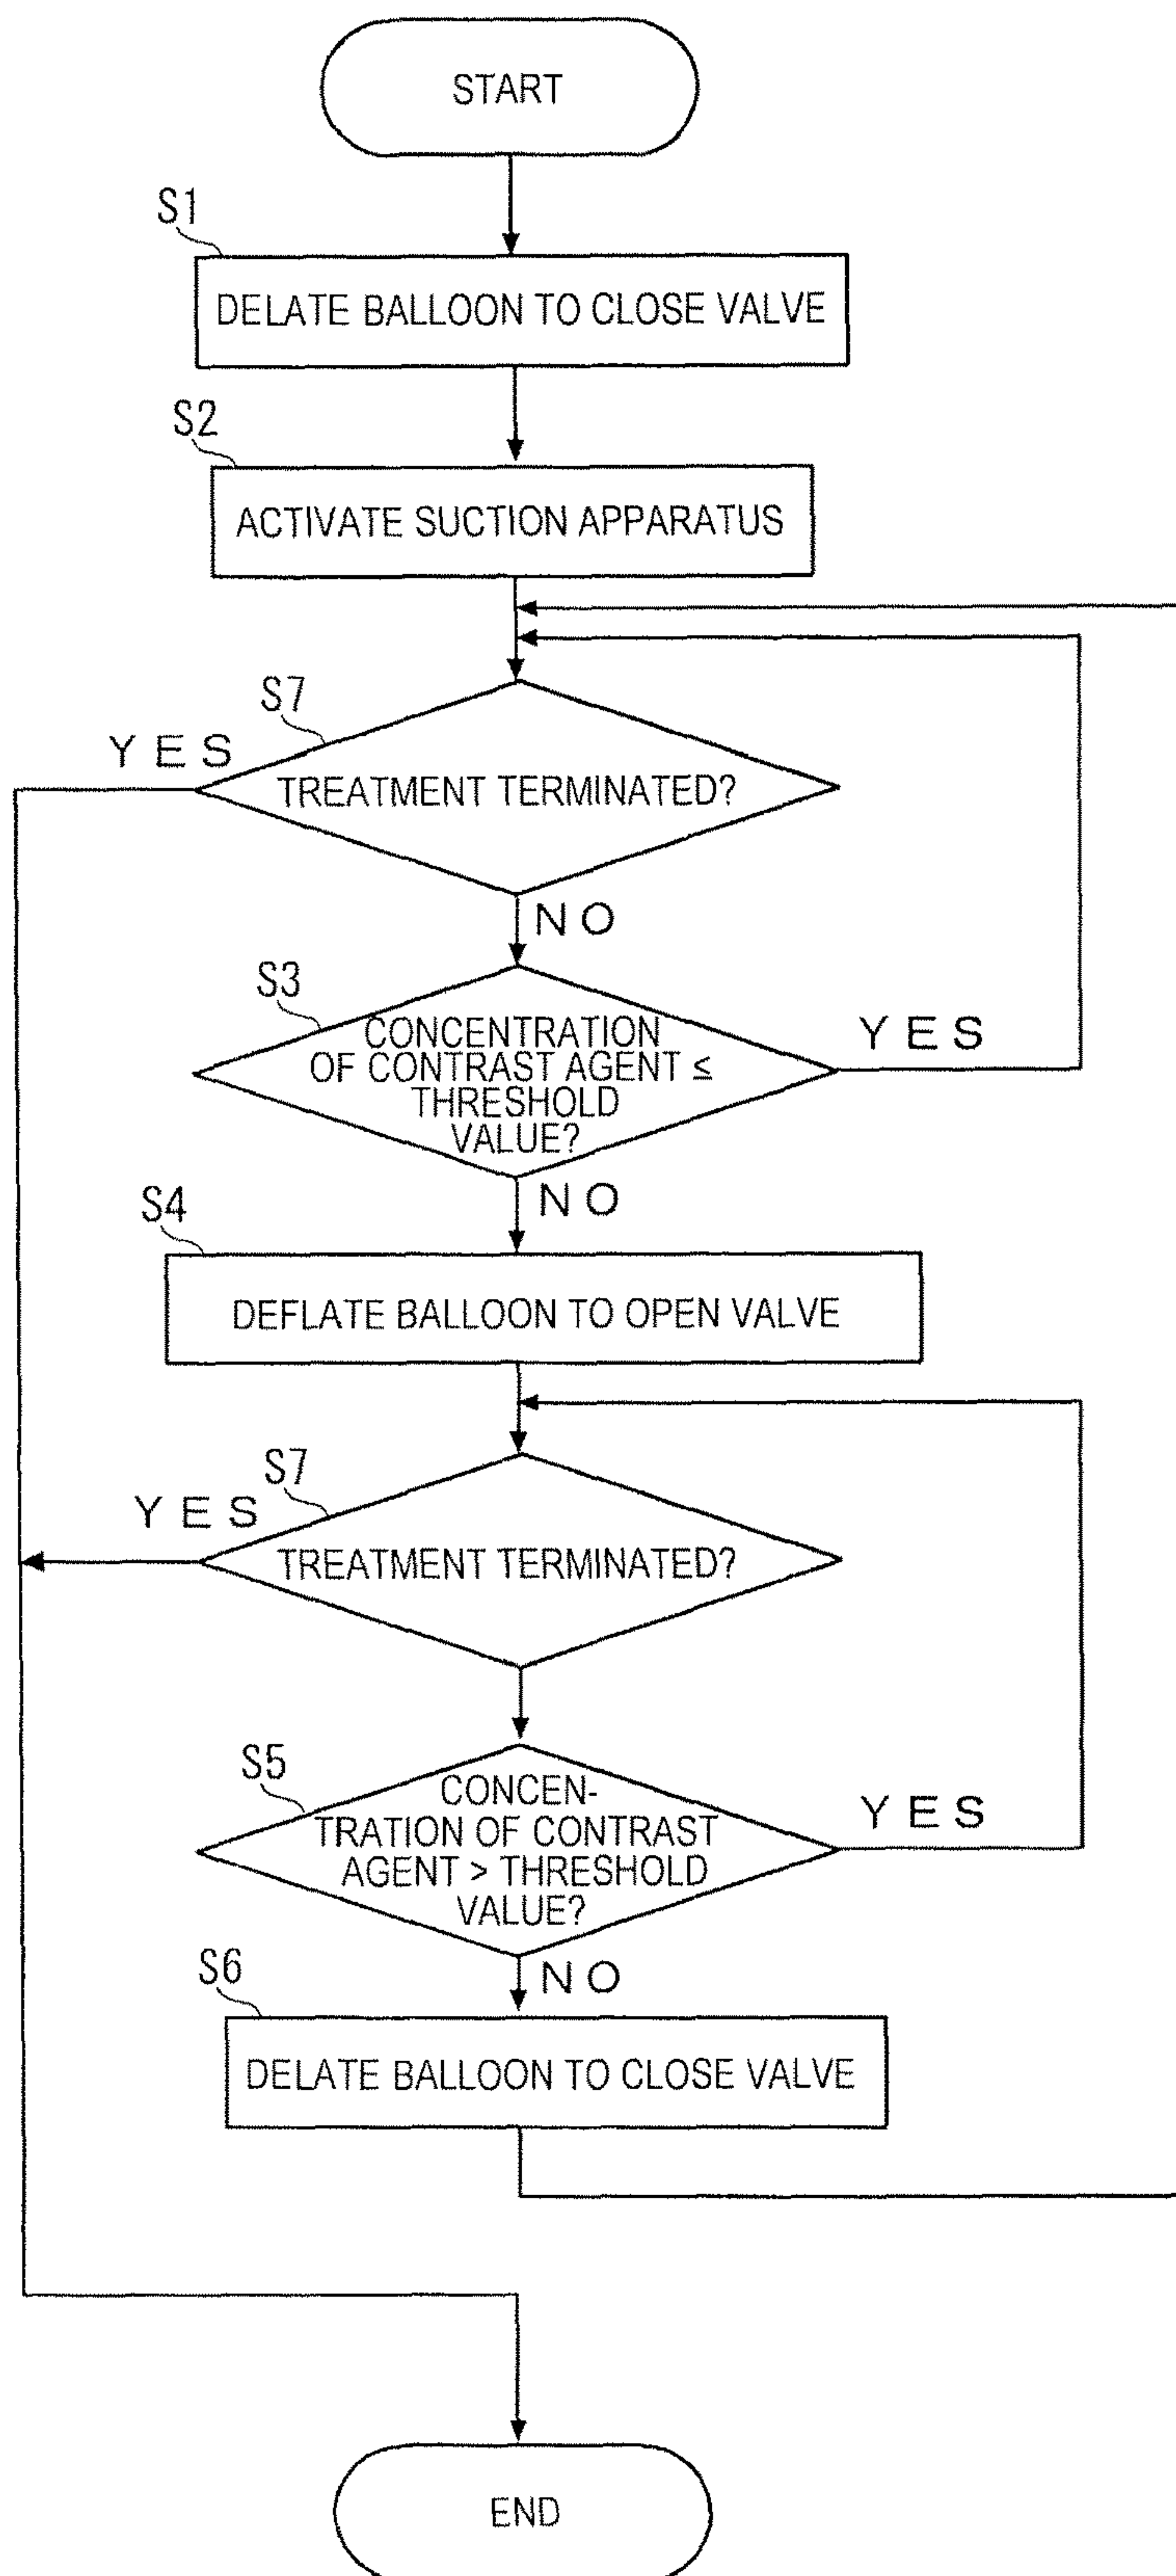 START
S1
DELATE BALLOON TO CLOSE VALVE
S2
ACTIVATE SUCTION APPARATUS
S7
YES
TREATMENT TERMINATED?
NO
S3
CONCENTRATION
OF CONTRAST AGENT ≤
THRESHOLD
VALUE?
YES
NO
S4
DEFLATE BALLOON TO OPEN VALVE
S7
YES
TREATMENT TERMINATED?
S5
CONCEN-
TRATION OF CONTRAST
AGENT > THRESHOLD
VALUE?
YES
NO
S6
DELATE BALLOON TO CLOSE VALVE
END